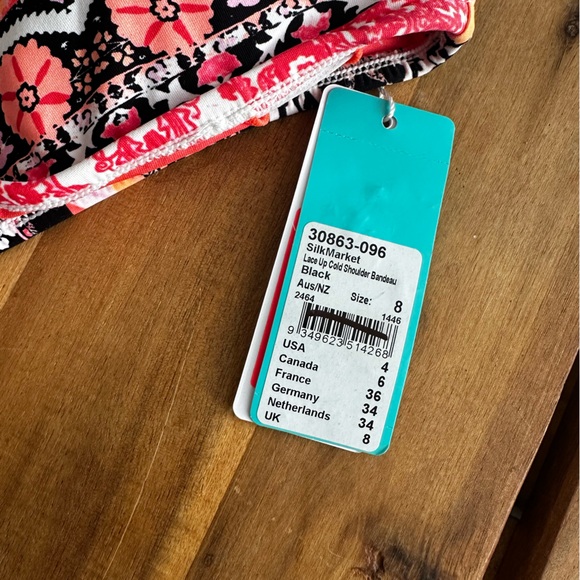 30863-096
SilkMarket
Lace Up Cold Shoulder Bandeau
Black
Aus/NZ Size: 8
2464 1446
9 349623 514268
USA 4
Canada 6
France 36
Germany 34
Netherlands 34
UK 8